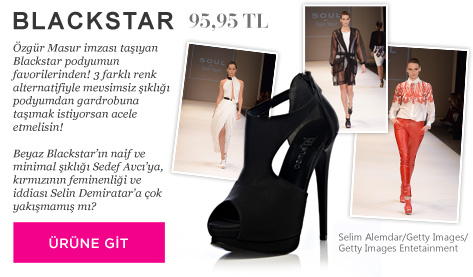 BLACKSTAR 95,95 TL
Özgür Masur imzası taşıyan
Blackstar podyumun
favorilerinden! 3 farklı renk
alternatifiyle mevsimsiz şıklığı
podyumdan gardrobuna
taşımak istiyorsan acele
etmelisin!
Beyaz Blackstar'ın naif ve
minimal şıklığı Sedef Avcı'ya,
kırmızının feminenliği ve
iddiası Selin Demiratar'a çok
yakışmamış mı?
ÜRÜNE GİT
Selim Alemdar/Getty Images/
Getty Images Entetainment